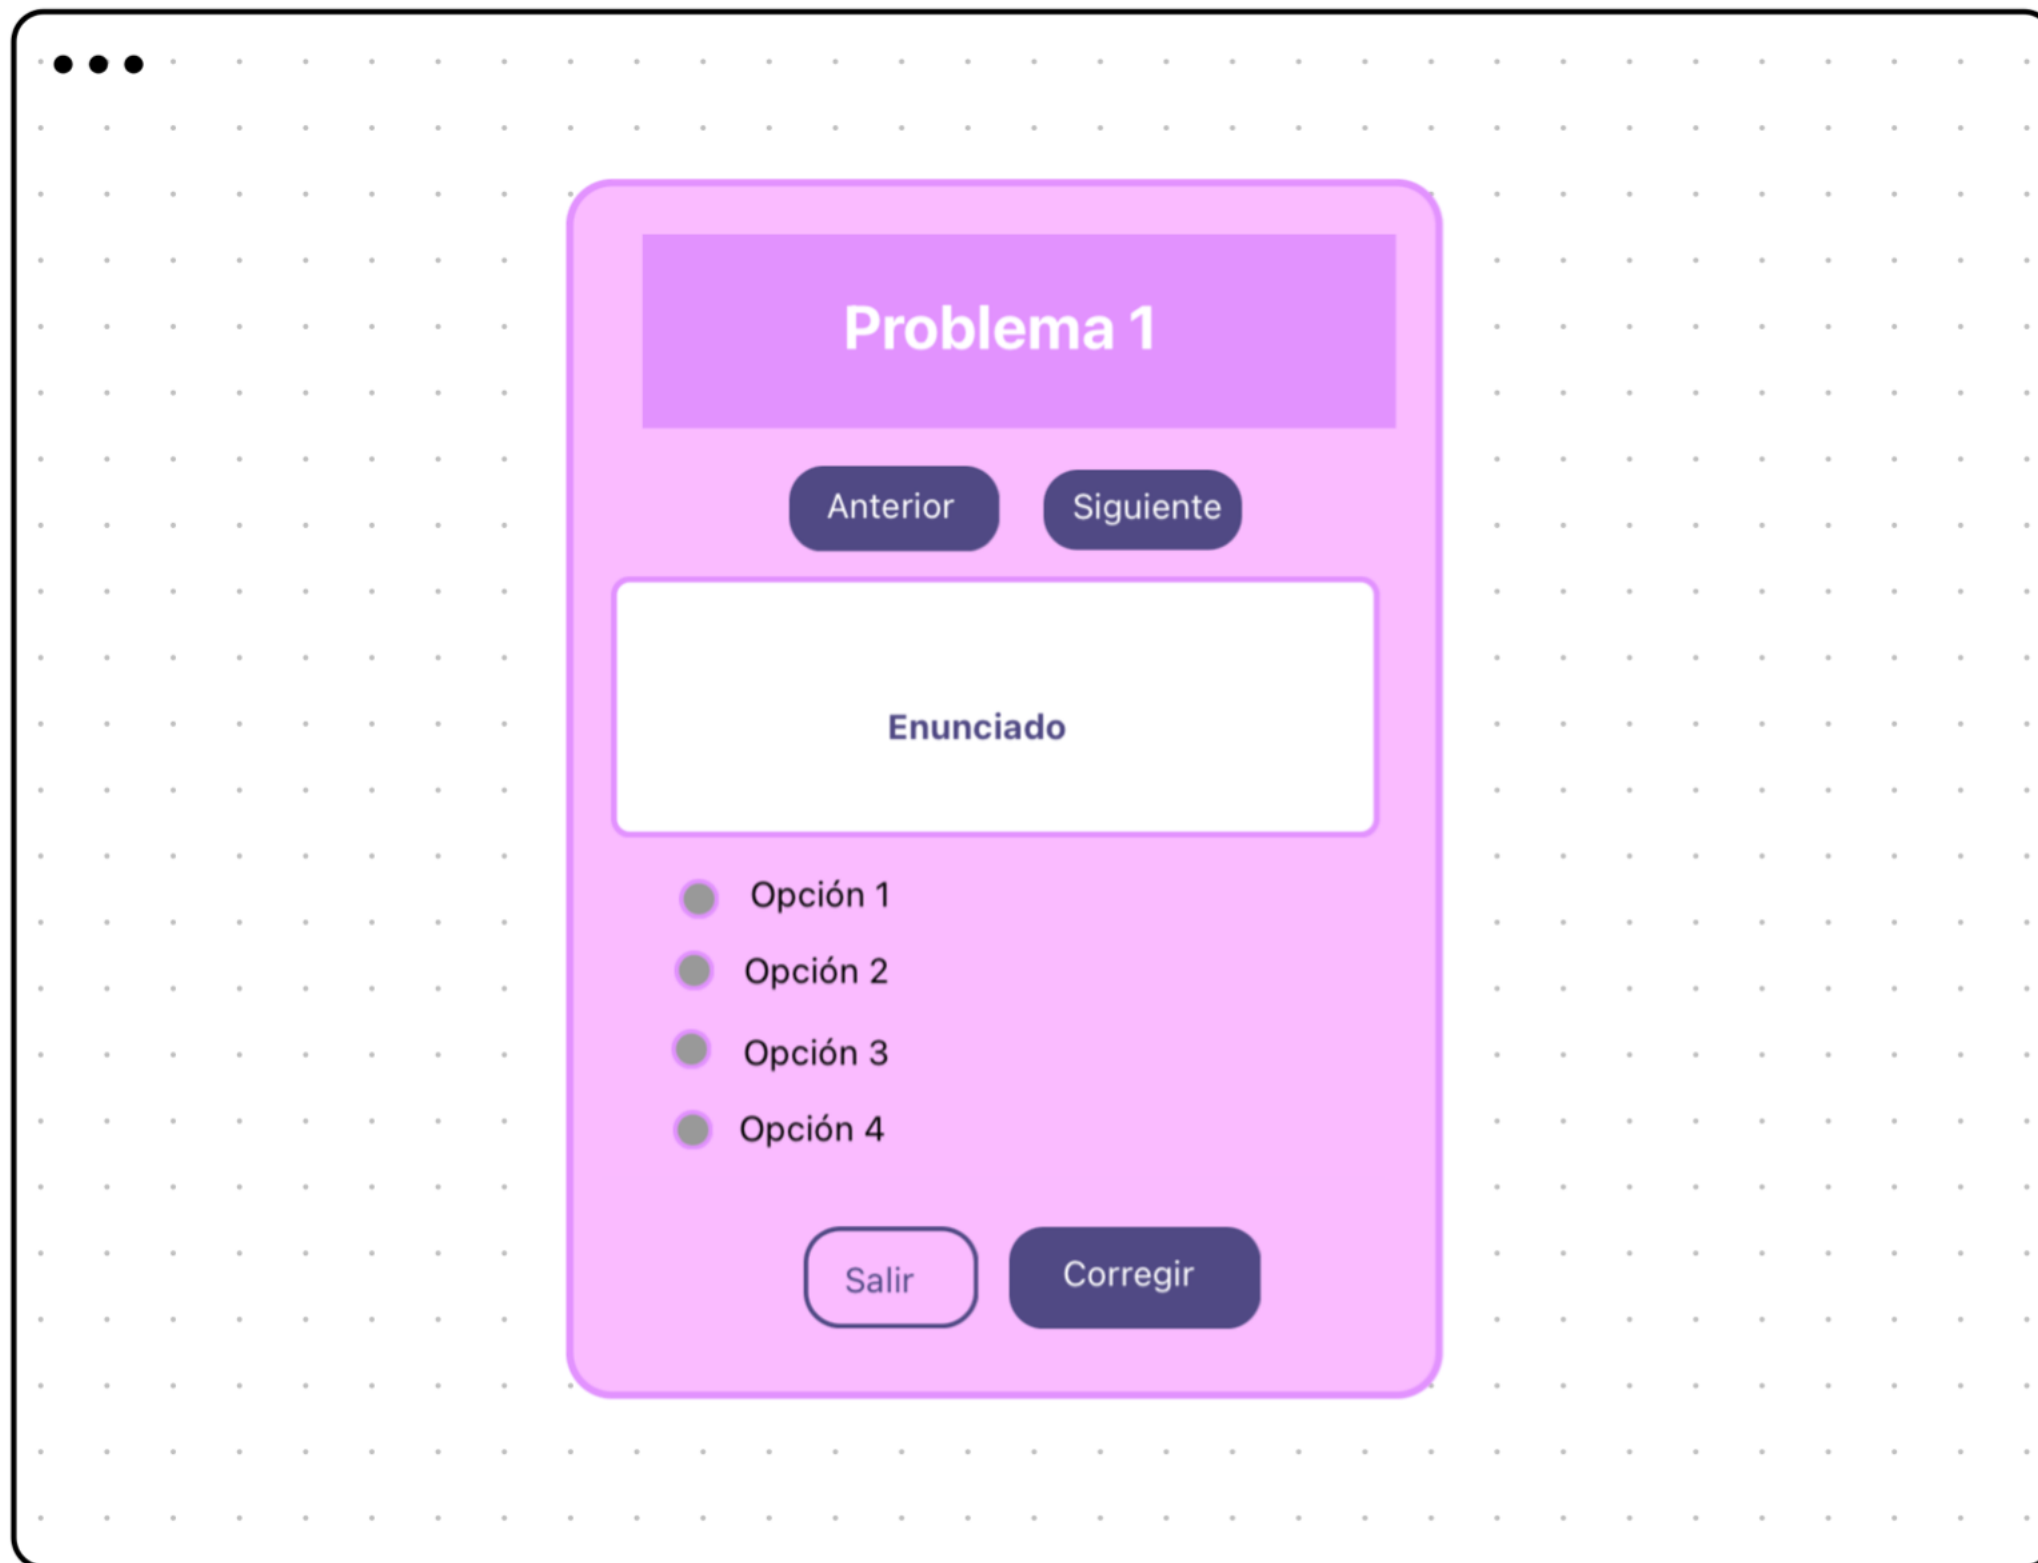 Problema 1
Anterior Siguiente
Enunciado
Opción 1
Opción 2
Opción 3
Opción 4
Salir Corregir